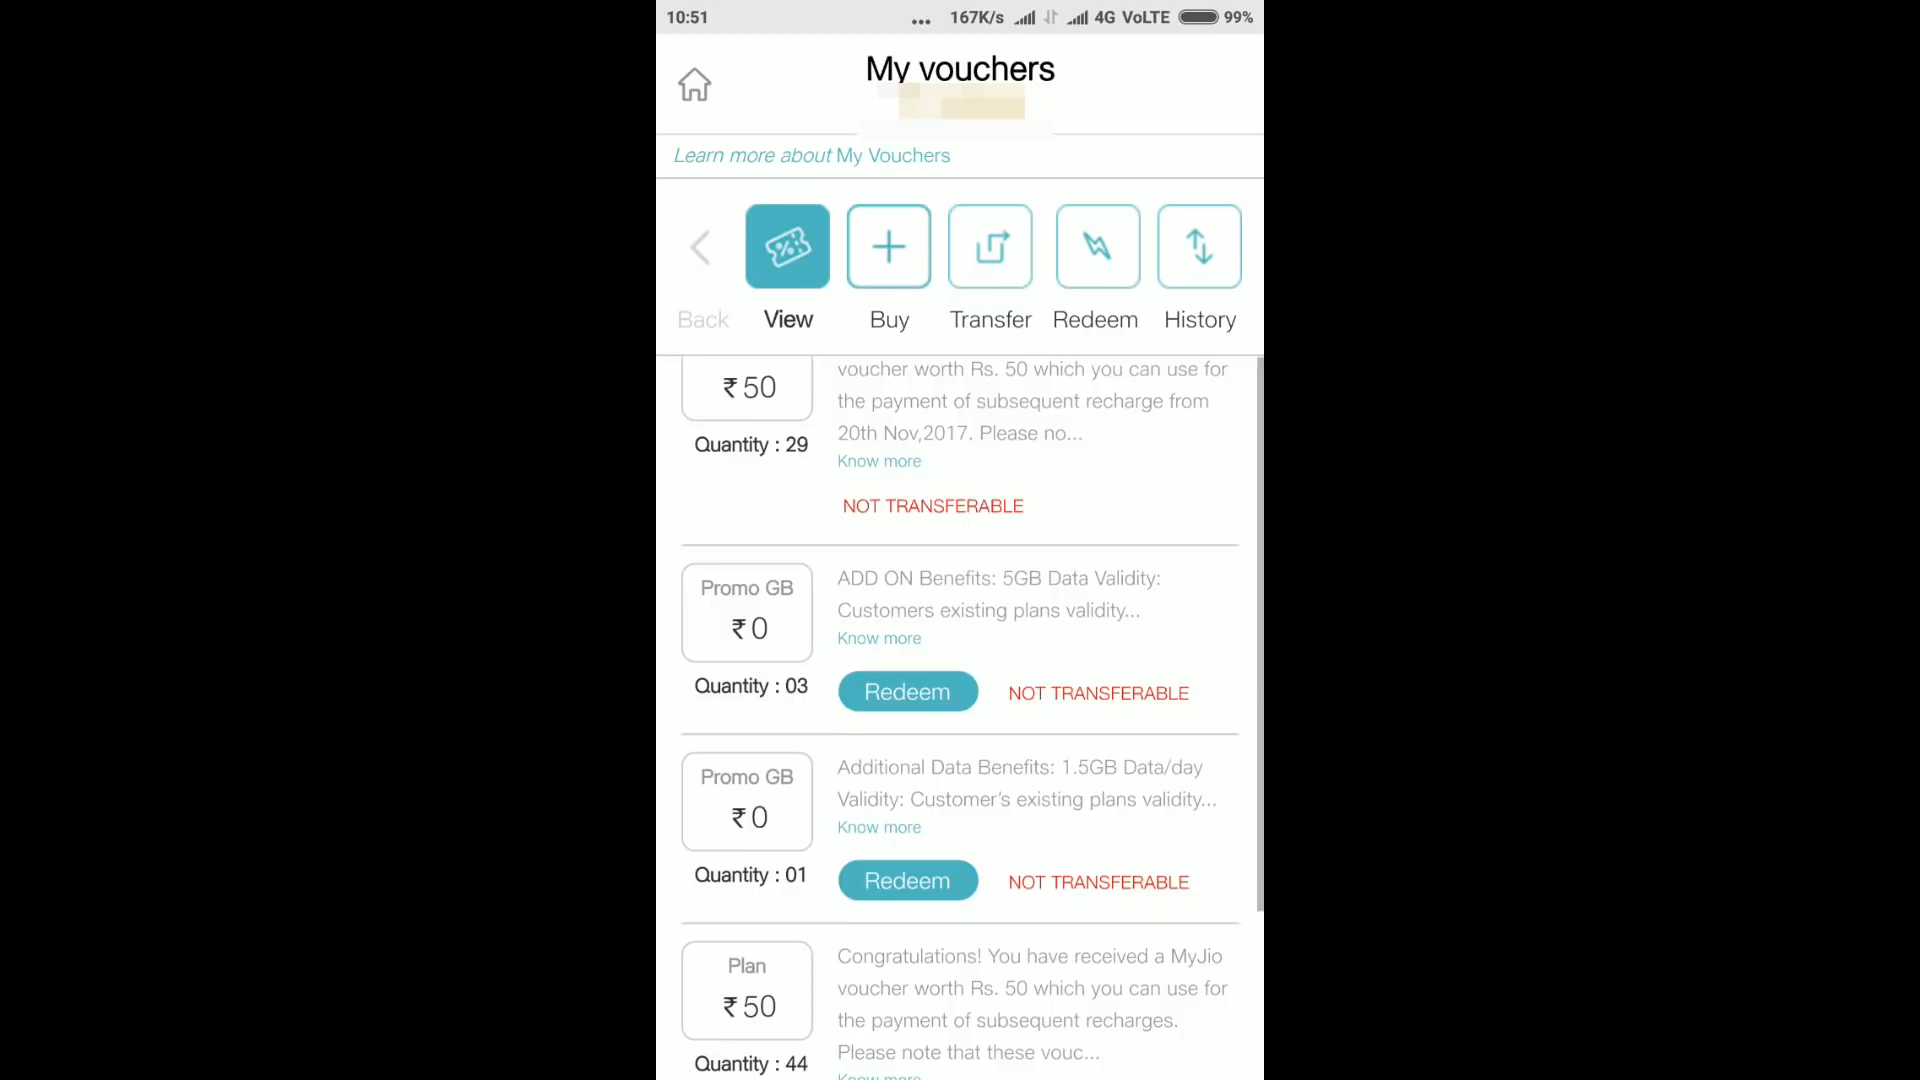 10:51 ... 167K/s 4G VoLTE 99%
My vouchers
Learn more about My Vouchers
Back View Buy Transfer Redeem History
₹ 50
Quantity : 29
voucher worth Rs. 50 which you can use for
the payment of subsequent recharge from
20th Nov,2017. Please no...
Know more
NOT TRANSFERABLE
Promo GB
₹ 0
Quantity : 03
ADD ON Benefits: 5GB Data Validity:
Customers existing plans validity...
Know more
Redeem NOT TRANSFERABLE
Promo GB
₹ 0
Quantity : 01
Additional Data Benefits: 1.5GB Data/day
Validity: Customer's existing plans validity...
Know more
Redeem NOT TRANSFERABLE
Plan
₹ 50
Quantity : 44
Congratulations! You have received a MyJio
voucher worth Rs. 50 which you can use for
the payment of subsequent recharges.
Please note that these vouc...
Know more